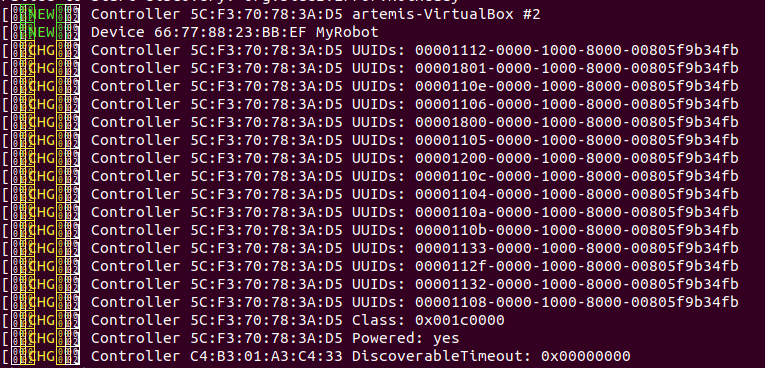 [NEW] Controller 5C:F3:70:78:3A:D5 artemis-VirtualBox #2
[NEW] Device 66:77:88:23:BB:EF MyRobot
[CHG] Controller 5C:F3:70:78:3A:D5 UUIDs: 00001112-0000-1000-8000-00805f9b34fb
[CHG] Controller 5C:F3:70:78:3A:D5 UUIDs: 00001801-0000-1000-8000-00805f9b34fb
[CHG] Controller 5C:F3:70:78:3A:D5 UUIDs: 0000110e-0000-1000-8000-00805f9b34fb
[CHG] Controller 5C:F3:70:78:3A:D5 UUIDs: 00001106-0000-1000-8000-00805f9b34fb
[CHG] Controller 5C:F3:70:78:3A:D5 UUIDs: 00001800-0000-1000-8000-00805f9b34fb
[CHG] Controller 5C:F3:70:78:3A:D5 UUIDs: 00001105-0000-1000-8000-00805f9b34fb
[CHG] Controller 5C:F3:70:78:3A:D5 UUIDs: 00001200-0000-1000-8000-00805f9b34fb
[CHG] Controller 5C:F3:70:78:3A:D5 UUIDs: 0000110c-0000-1000-8000-00805f9b34fb
[CHG] Controller 5C:F3:70:78:3A:D5 UUIDs: 00001104-0000-1000-8000-00805f9b34fb
[CHG] Controller 5C:F3:70:78:3A:D5 UUIDs: 0000110a-0000-1000-8000-00805f9b34fb
[CHG] Controller 5C:F3:70:78:3A:D5 UUIDs: 0000110b-0000-1000-8000-00805f9b34fb
[CHG] Controller 5C:F3:70:78:3A:D5 UUIDs: 00001133-0000-1000-8000-00805f9b34fb
[CHG] Controller 5C:F3:70:78:3A:D5 UUIDs: 0000112f-0000-1000-8000-00805f9b34fb
[CHG] Controller 5C:F3:70:78:3A:D5 UUIDs: 00001132-0000-1000-8000-00805f9b34fb
[CHG] Controller 5C:F3:70:78:3A:D5 UUIDs: 00001108-0000-1000-8000-00805f9b34fb
[CHG] Controller 5C:F3:70:78:3A:D5 Class: 0x001c0000
[CHG] Controller 5C:F3:70:78:3A:D5 Powered: yes
[CHG] Controller C4:B3:01:A3:C4:33 DiscoverableTimeout: 0x00000000